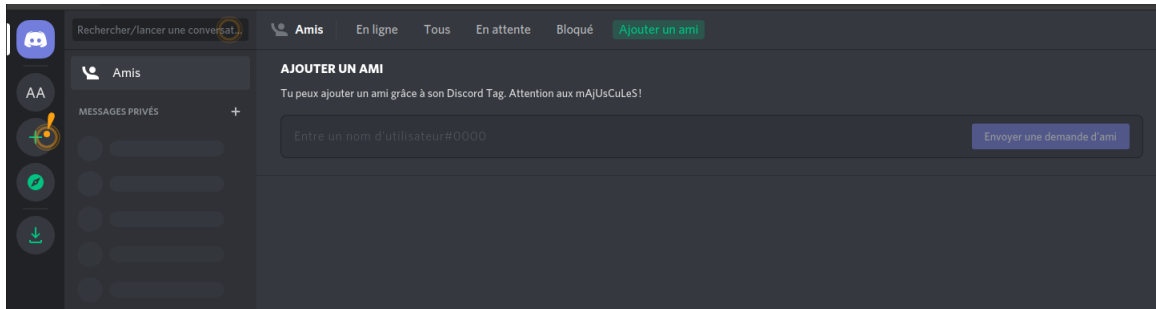 Rechercher/lancer une conversat...
Amis
En ligne
Tous
En attente
Bloqué
Ajouter un ami
Amis
AA
MESSAGES PRIVÉS
AJOUTER UN AMI
Tu peux ajouter un ami grâce à son Discord Tag. Attention aux mAjUsCuLeS!
Entre un nom d'utilisateur#0000
Envoyer une demande d'ami